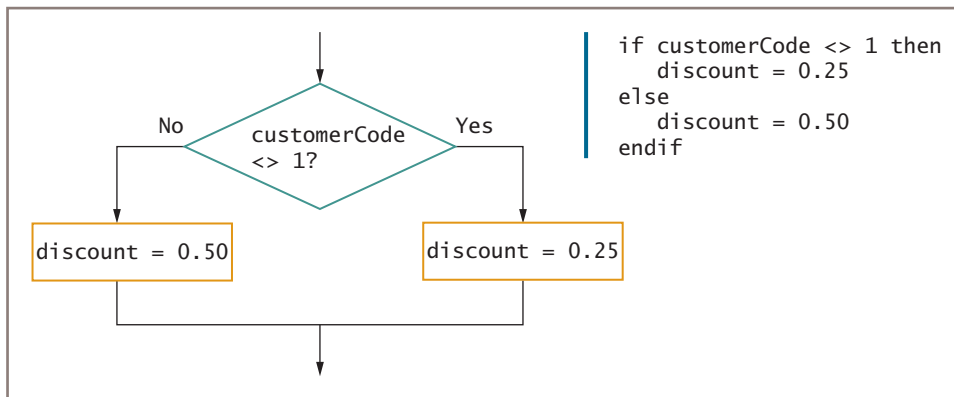 No
customerCode
<> 1?
Yes
discount = 0.50
discount = 0.25
if customerCode <> 1 then
   discount = 0.25
else
   discount = 0.50
endif